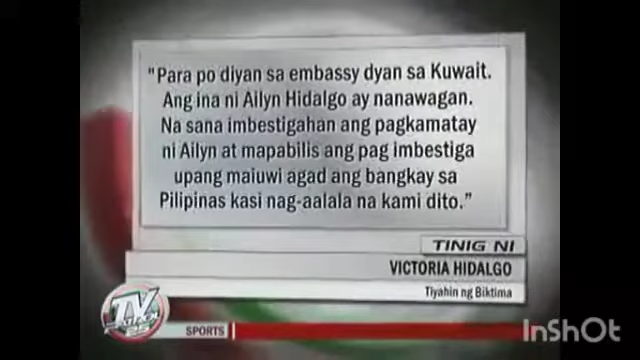 "Para po diyan sa embassy dyan sa Kuwait.
Ang ina ni Ailyn Hidalgo ay nanawagan.
Na sana imbestigahan ang pagkamatay
ni Ailyn at mapabilis ang pag imbestiga
upang maiuwi agad ang bangkay sa
Pilipinas kasi nag-aalala na kami dito."
TINIG NI
VICTORIA HIDALGO
Tiyahin ng Biktima
TV
SPORTS
InShOt